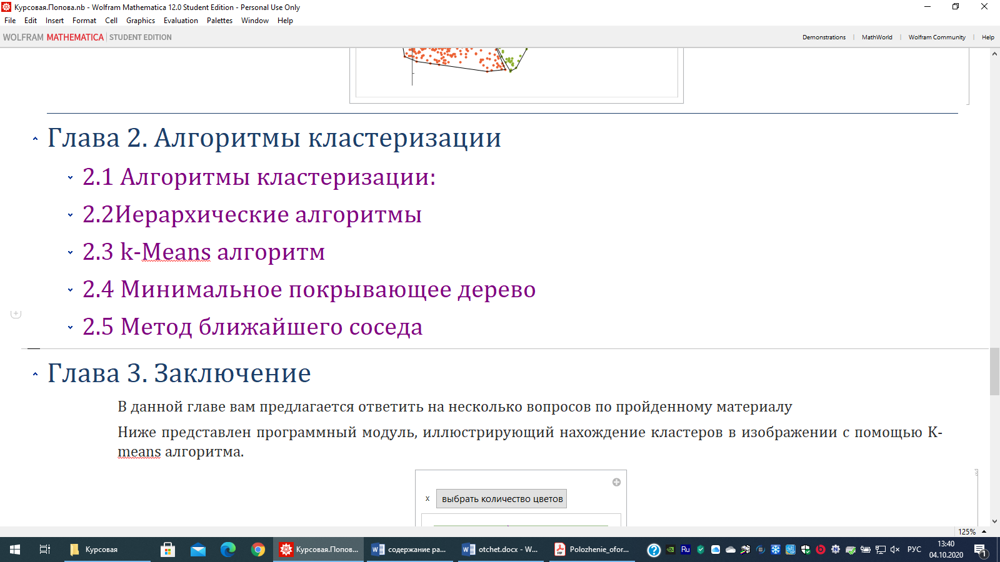 Курсовая.Попова.nb - Wolfram Mathematica 12.0 Student Edition - Personal Use Only
File Edit Insert Format Cell Graphics Evaluation Palettes Window Help
WOLFRAM MATHEMATICA STUDENT EDITION
Demonstrations MathWorld Wolfram Community Help
Глава 2. Алгоритмы кластеризации
2.1 Алгоритмы кластеризации:
2.2Иерархические алгоритмы
2.3 k-Means алгоритм
2.4 Минимальное покрывающее дерево
2.5 Метод ближайшего соседа
Глава 3. Заключение
В данной главе вам предлагается ответить на несколько вопросов по пройденному материалу
Ниже представлен программный модуль, иллюстрирующий нахождение кластеров в изображении с помощью K-
means алгоритма.
x выбрать количество цветов
125%
Курсовая
Курсовая.Попов...
содержание ра...
otchet.docx - W...
Polozhenie_ofor...
Ru
РУС
13:40
04.10.2020
1